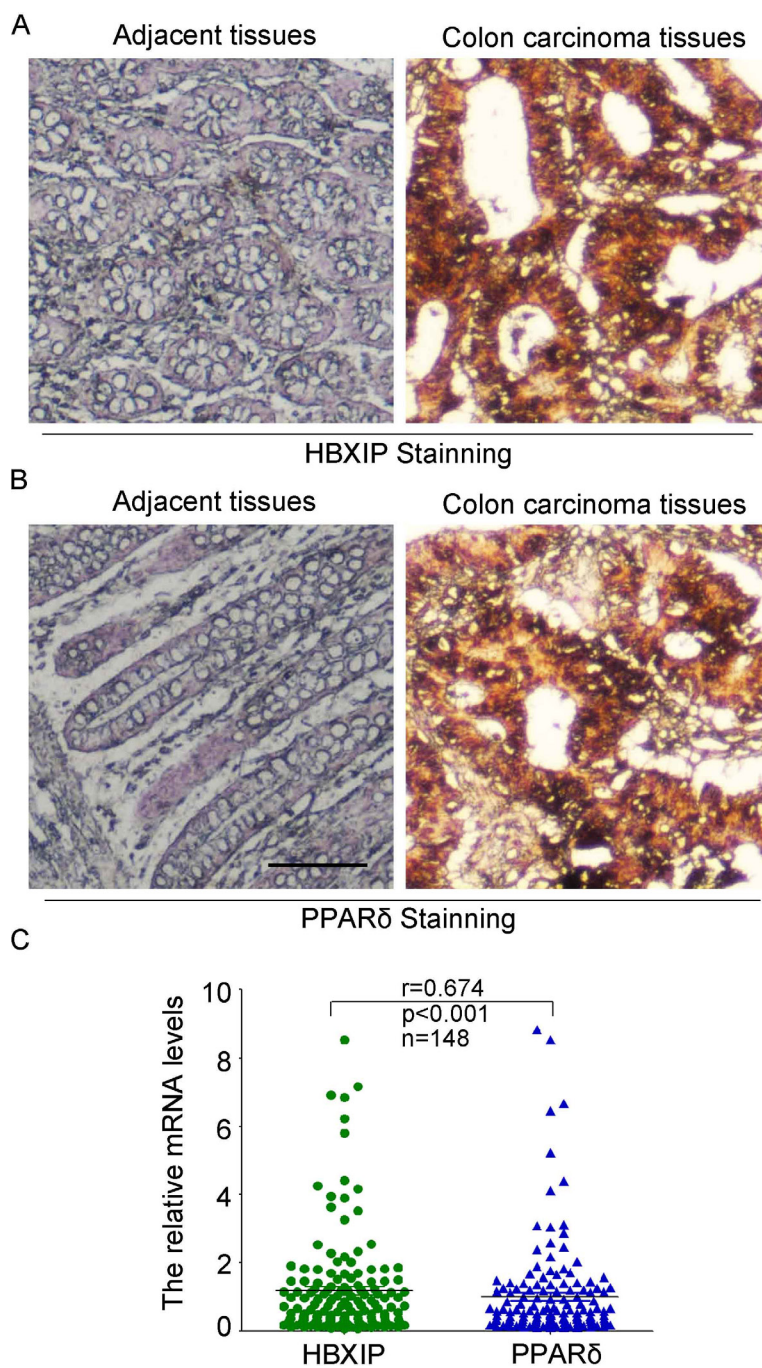 A
Adjacent tissues
Colon carcinoma tissues
HBXIP Stainning
B
Adjacent tissues
Colon carcinoma tissues
PPARδ Stainning
C
The relative mRNA levels
10
8
6
4
2
0
r=0.674
p<0.001
n=148
HBXIP
PPARδ